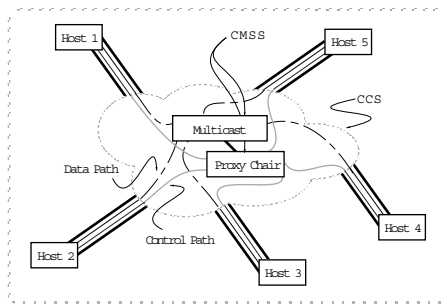 Host 1
CMSS
Host 5
CCS
Multicast
Proxy Chair
Data Path
Control Path
Host 4
Host 2
Host 3